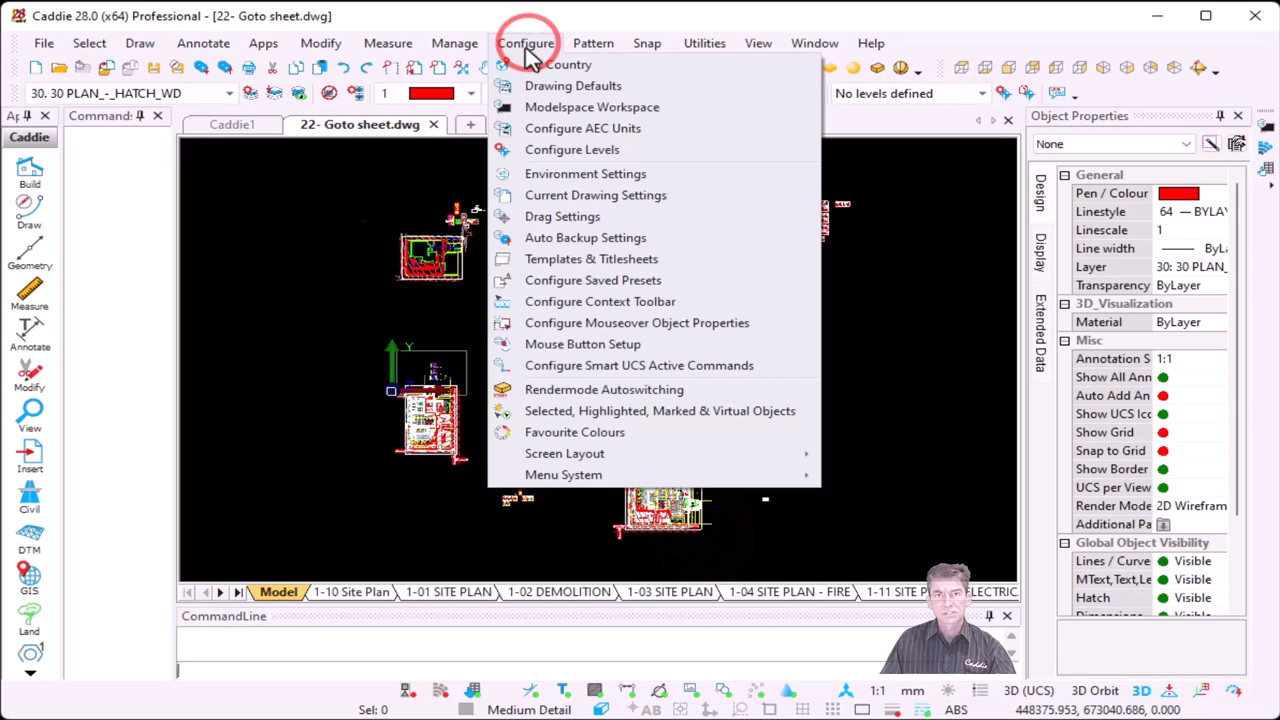 Caddie 28.0 (x64) Professional - [22- Goto sheet.dwg]
File Select Draw Annotate Apps Modify Measure Manage Configure Pattern Snap Utilities View Window Help
30. 30 PLAN_-_HATCH_WD 1 No levels defined
Command: Caddie1 22- Goto sheet.dwg Object Properties
Caddie
None
Build
Draw
Geometry
Measure
Annotate
Modify
View
Insert
Civil
DTM
GIS
Land
Country
Drawing Defaults
Modelspace Workspace
Configure AEC Units
Configure Levels
Environment Settings
Current Drawing Settings
Drag Settings
Auto Backup Settings
Templates & Titlesheets
Configure Saved Presets
Configure Context Toolbar
Configure Mouseover Object Properties
Mouse Button Setup
Configure Smart UCS Active Commands
Rendermode Autoswitching
Selected, Highlighted, Marked & Virtual Objects
Favourite Colours
Screen Layout
Menu System
Y
Design
Display
Extended Data
General
Pen / Colour
Linestyle 64 — BYLA
Linescale 1
Line width ByLa
Layer 30: 30 PLAN_
Transparency ByLayer
3D_Visualization
Material ByLayer
Misc
Annotation S 1:1
Show All Ann
Auto Add An
Show UCS Ico
Show Grid
Snap to Grid
Show Border
UCS per View
Render Mode 2D Wirefram
Additional Pa
Global Object Visibility
Lines / Curve Visible
MText,Text,Le Visible
Hatch Visible
Model 1-10 Site Plan 1-01 SITE PLAN 1-02 DEMOLITION 1-03 SITE PLAN 1-04 SITE PLAN - FIRE 1-11 SITE PLAN ELECTRIC
CommandLine
Caddie
1:1 mm 3D (UCS) 3D Orbit 3D
Sel: 0 Medium Detail AB ABS 448375.953, 673040.686 0.000